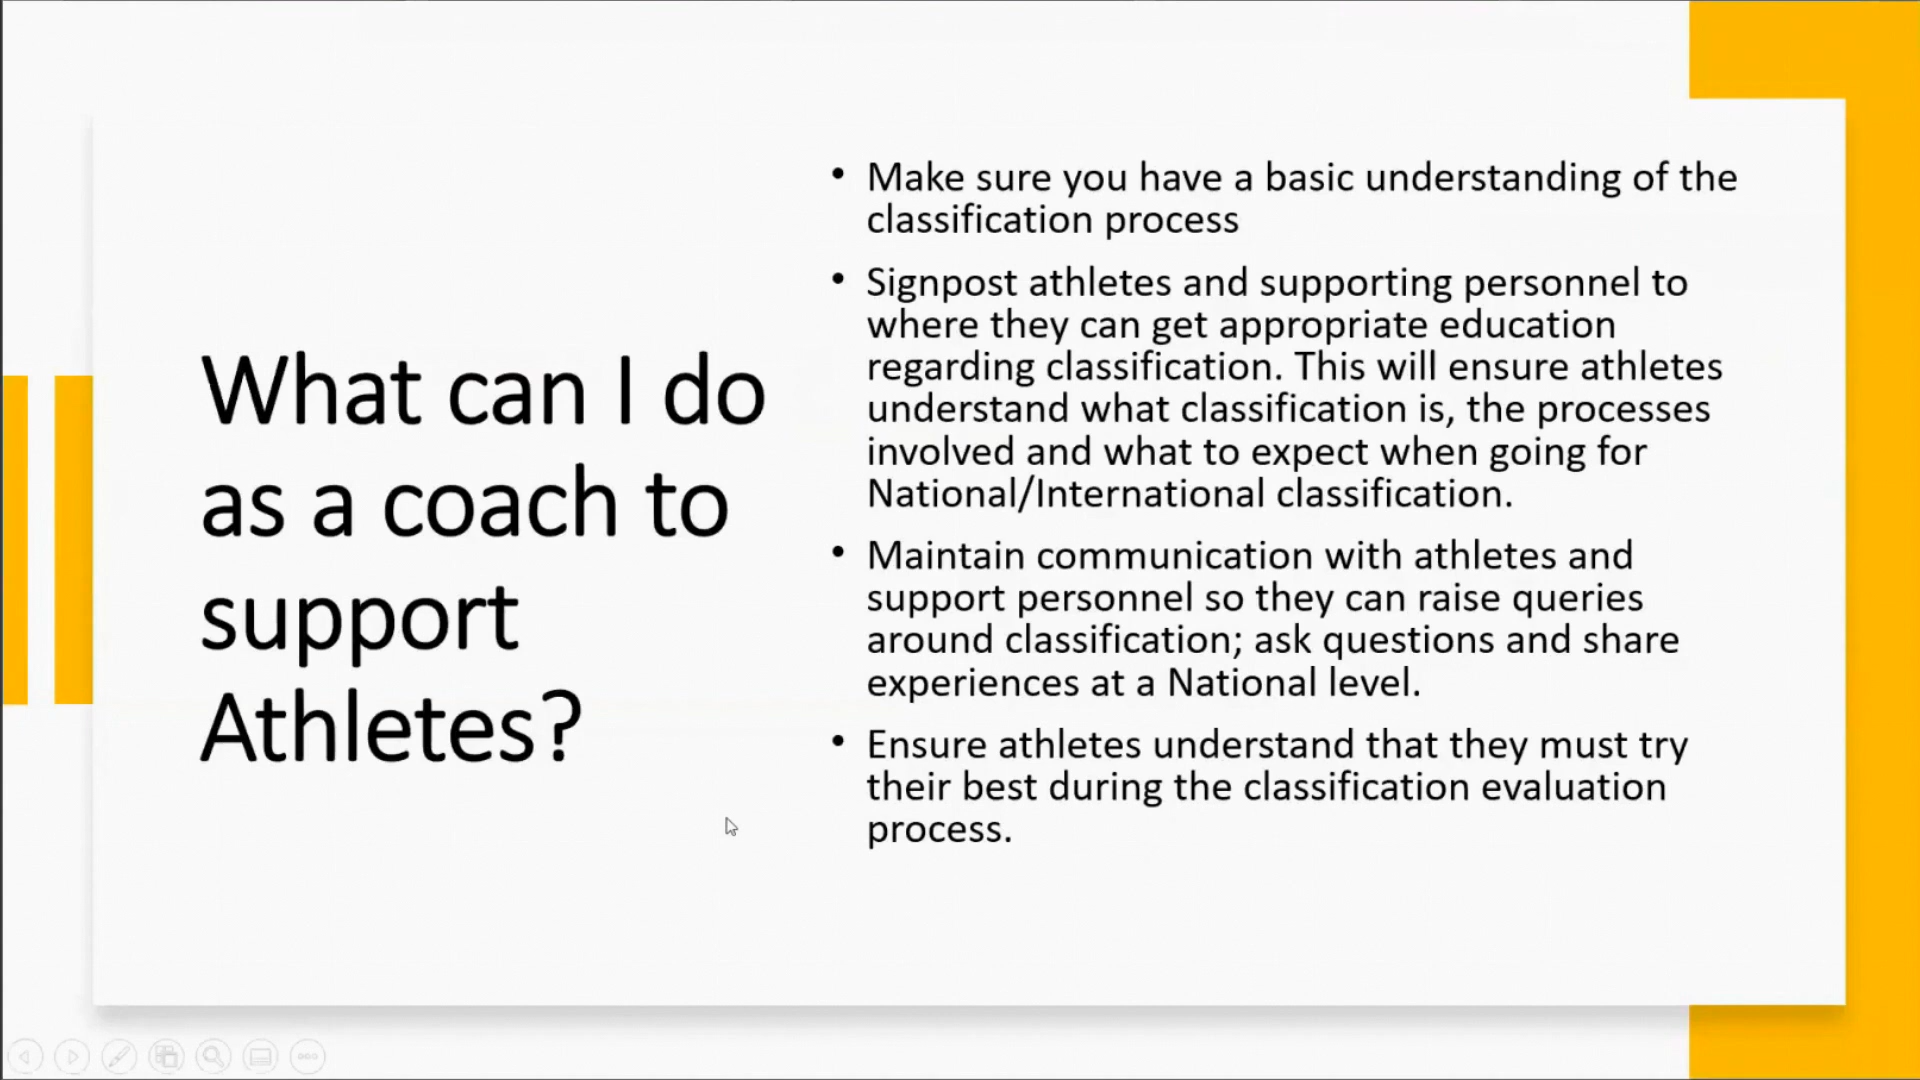 What can I do
as a coach to
support
Athletes?
• Make sure you have a basic understanding of the
classification process
• Signpost athletes and supporting personnel to
where they can get appropriate education
regarding classification. This will ensure athletes
understand what classification is, the processes
involved and what to expect when going for
National/International classification.
• Maintain communication with athletes and
support personnel so they can raise queries
around classification; ask questions and share
experiences at a National level.
• Ensure athletes understand that they must try
their best during the classification evaluation
process.